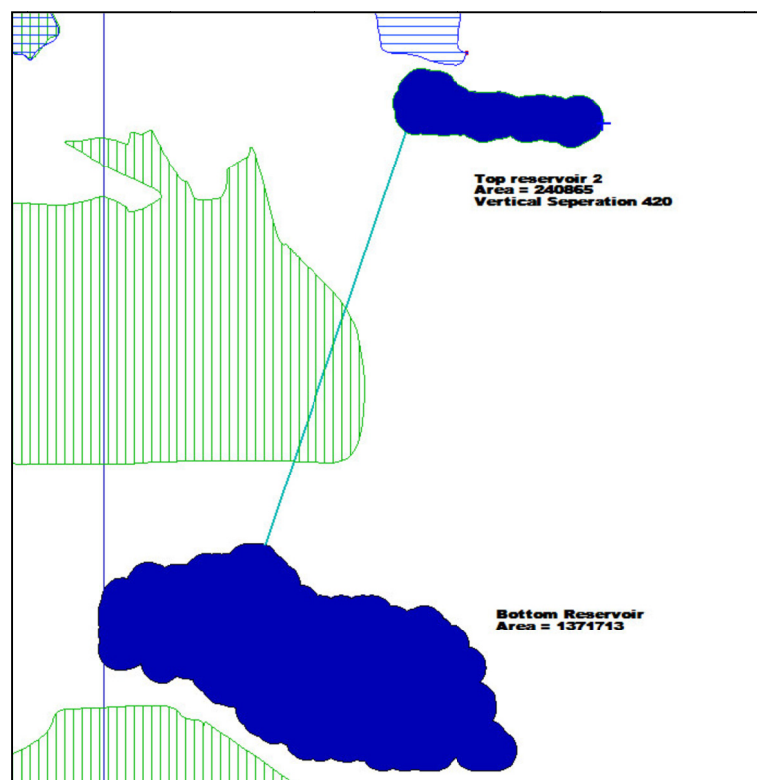 Top reservoir 2
Area = 240865
Vertical Seperation 420
Bottom Reservoir
Area = 1371713